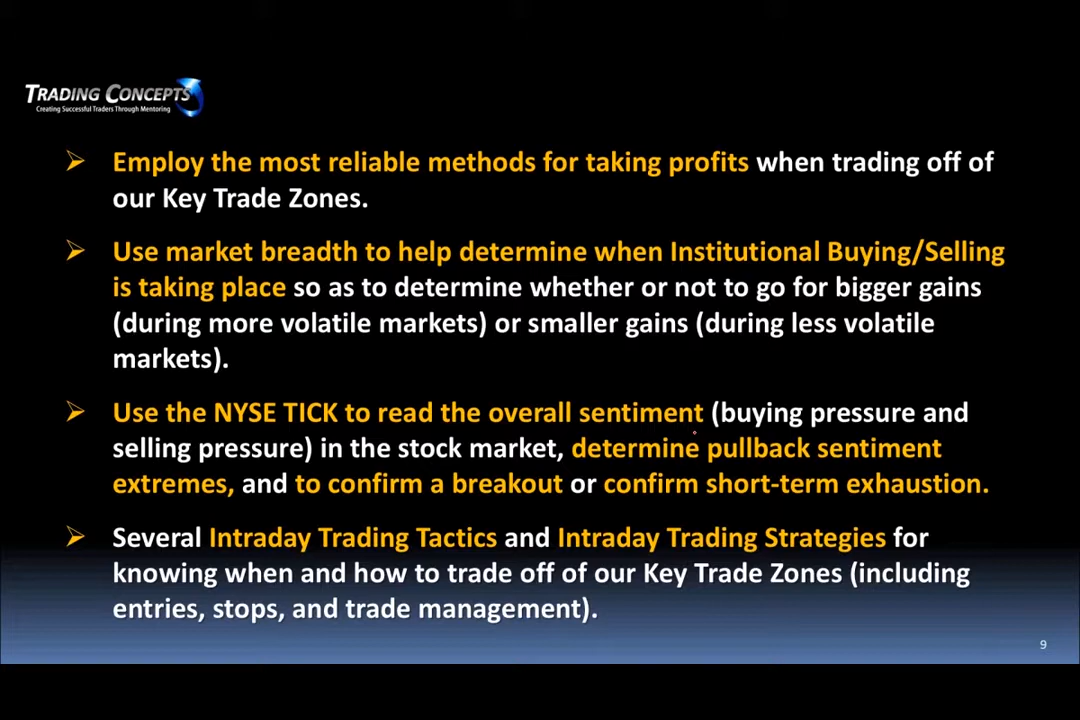 TRADING CONCEPTS
Creating Successful Traders Through Mentoring
Employ the most reliable methods for taking profits when trading off of
our Key Trade Zones.
Use market breadth to help determine when Institutional Buying/Selling
is taking place so as to determine whether or not to go for bigger gains
(during more volatile markets) or smaller gains (during less volatile
markets).
Use the NYSE TICK to read the overall sentiment (buying pressure and
selling pressure) in the stock market, determine pullback sentiment
extremes, and to confirm a breakout or confirm short-term exhaustion.
Several Intraday Trading Tactics and Intraday Trading Strategies for
knowing when and how to trade off of our Key Trade Zones (including
entries, stops, and trade management).
9